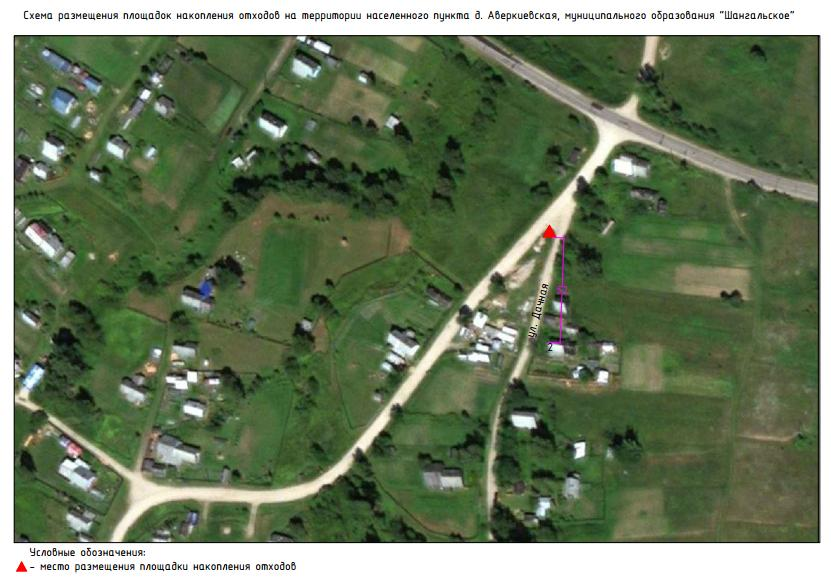 Схема размещения площадок накопления отходов на территории населенного пункта д. Аверкиевская, муниципального образования "Шангальское"
ул. Дачная
2
Условные обозначения:
- место размещения площадки накопления отходов